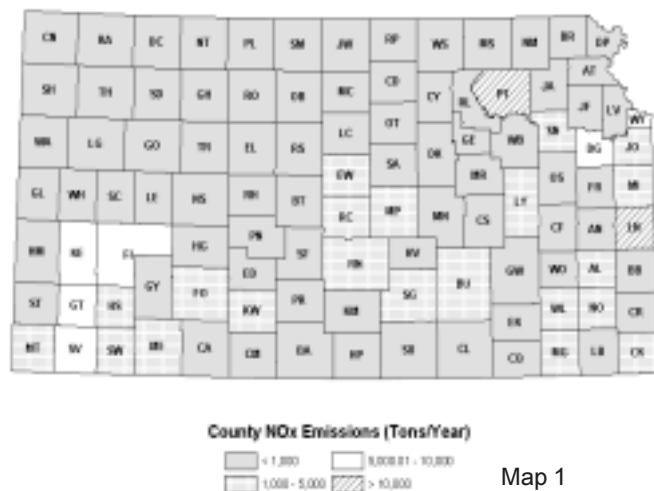 CN RA DC NT PL SM JW RP WS MS NM BR DP
SH TH SD GH RO OB MC CD CY RL PT JA AT
OT JF LV WY
WA LG GO TR EL RS LC GE WB SN DG JO
EW SA DK MR OS FR MI
GL WH SC LE NS RH BT RC MP MN CS LY CF AN LN
HM KE FI HG PN SF RN HV BU GW WO AL BB
ST GT HS GY FO ED KW PR KM SG EK WL NO CR
MT SV SW ME CA CM BA HP SU CL CQ MG LB CK
County NOx Emissions (Tons/Year)
< 1,000
5,000.01 - 10,000
1,000 - 5,000
> 10,000
Map 1